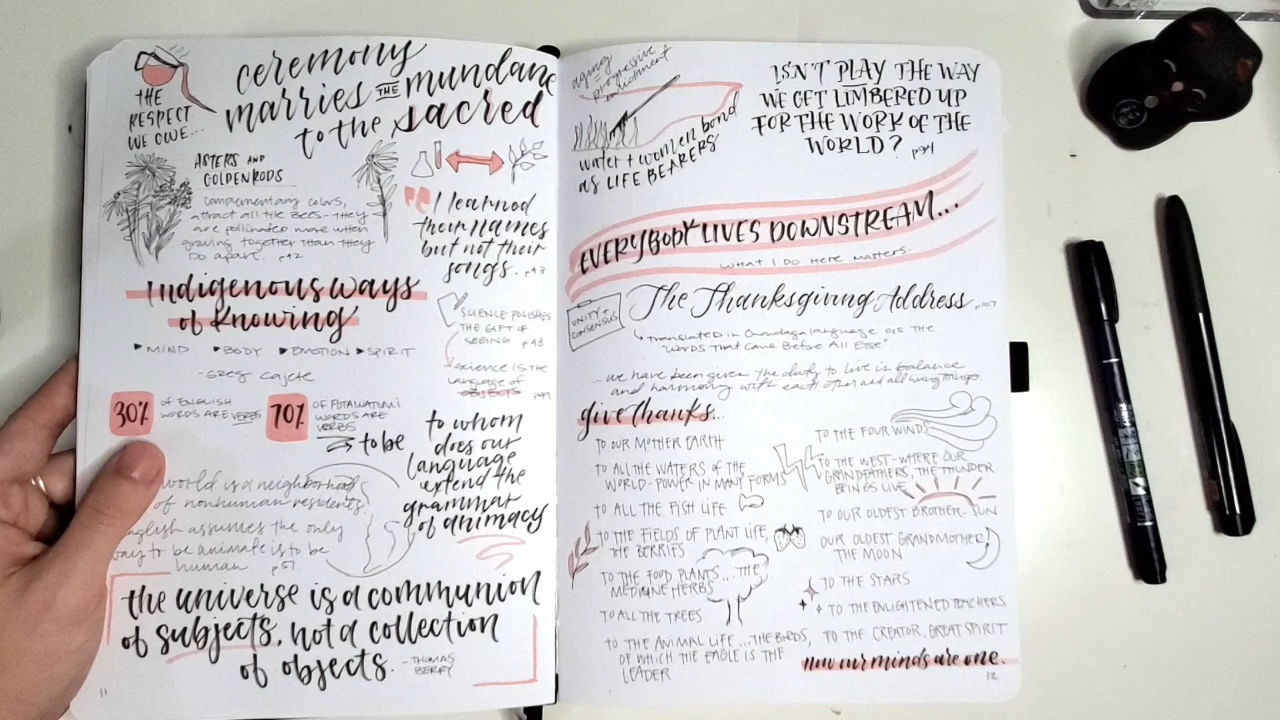 THE
RESPECT
WE OWE...
ceremony
marries THE mundane
to the sacred
ASTERS AND
GOLDENRODS
complementary colors,
attract all the BEES - they
are pollinated more when
growing together than they
DO apart. p42
"I learned
their names
but not their
songs. p43
Indigenous ways
of Knowing
▶ MIND ▶ BODY ▶ EMOTION ▶ SPIRIT
- GREG Cajete
SCIENCE POLISHES
THE GIFT OF
SEEING p48
science is THE
language of
OBJECTS p49
30% OF ENGLISH
WORDS ARE VERBS
70% OF POTAWATOMI
WORDS ARE
VERBS
to be
to whom
does our
language
extend the
grammar
of animacy
world is a neighborhood
of nonhuman residents.
english assumes the only
ways to be animate is to be
human p57
the universe is a communion
of subjects, not a collection
of objects. - THOMAS
BERRY
11
aging
=
progressive
enrichment
water + women bond
as LIFE BEARERS
ISN'T PLAY THE WAY
WE GET LIMBERED UP
FOR THE WORK OF THE
WORLD? p91
EVERYBODY LIVES DOWNSTREAM...
WHAT I DO HERE MATTERS.
UNITY +
CONSENSUS
The Thanksgiving Address p.107
translated in Onondaga language as THE
"WORDS THAT CAME BEFORE ALL ELSE"
...we have been given the duty to live in balance
and harmony with each other and all living things.
give thanks...
TO OUR MOTHER EARTH
TO ALL THE WATERS OF THE
WORLD - POWER IN MANY FORMS
TO ALL THE FISH LIFE
TO THE FIELDS OF PLANT LIFE,
THE BERRIES
TO THE FOOD PLANTS... THE
MEDICINE HERBS
TO ALL THE TREES
TO THE ANIMAL LIFE... THE BIRDS,
OF WHICH THE EAGLE IS THE
LEADER
TO THE FOUR WINDS
TO THE WEST - WHERE OUR
GRANDFATHERS, THE THUNDER
BEINGS LIVE
TO OUR OLDEST BROTHER - SUN
OUR OLDEST GRANDMOTHER,
THE MOON
TO THE STARS
TO THE ENLIGHTENED TEACHERS
TO THE CREATOR, GREAT SPIRIT
now our minds are one.
12